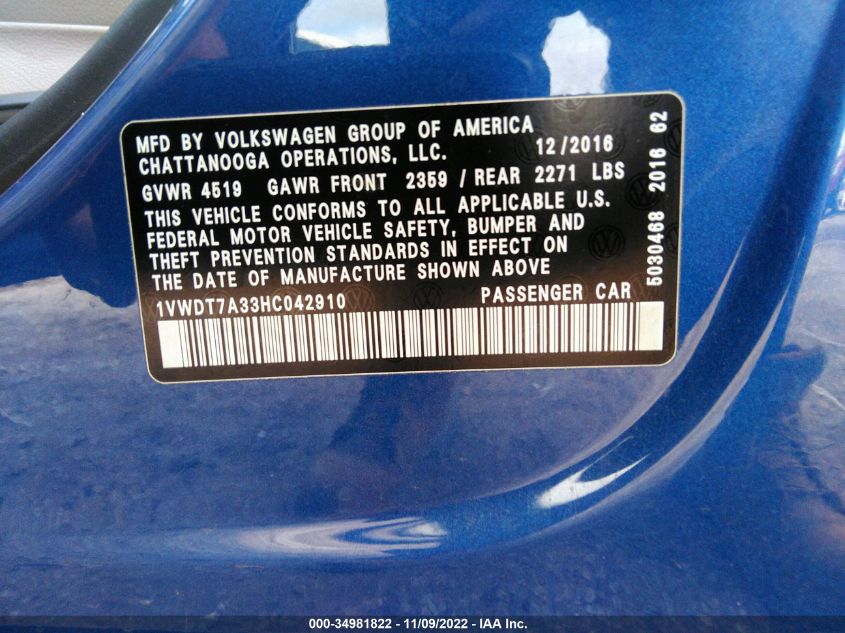 MFD BY VOLKSWAGEN GROUP OF AMERICA
CHATTANOOGA OPERATIONS, LLC. 12/2016
GVWR 4519 GAWR FRONT 2359 / REAR 2271 LBS
THIS VEHICLE CONFORMS TO ALL APPLICABLE U.S.
FEDERAL MOTOR VEHICLE SAFETY, BUMPER AND
THEFT PREVENTION STANDARDS IN EFFECT ON
THE DATE OF MANUFACTURE SHOWN ABOVE
1VWDT7A33HC042910 PASSENGER CAR
5030468 2016 62
000-34981822 - 11/09/2022 - IAA Inc.